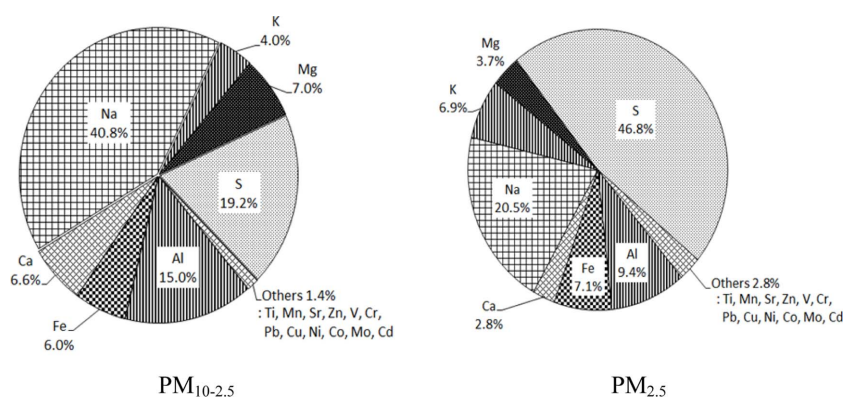 K
4.0%
Mg
7.0%
Na
40.8%
S
19.2%
Al
15.0%
Ca
6.6%
Fe
6.0%
Others 1.4%
: Ti, Mn, Sr, Zn, V, Cr,
Pb, Cu, Ni, Co, Mo, Cd
PM10-2.5
Mg
3.7%
K
6.9%
S
46.8%
Na
20.5%
Fe
7.1%
Al
9.4%
Ca
2.8%
Others 2.8%
: Ti, Mn, Sr, Zn, V, Cr,
Pb, Cu, Ni, Co, Mo, Cd
PM2.5